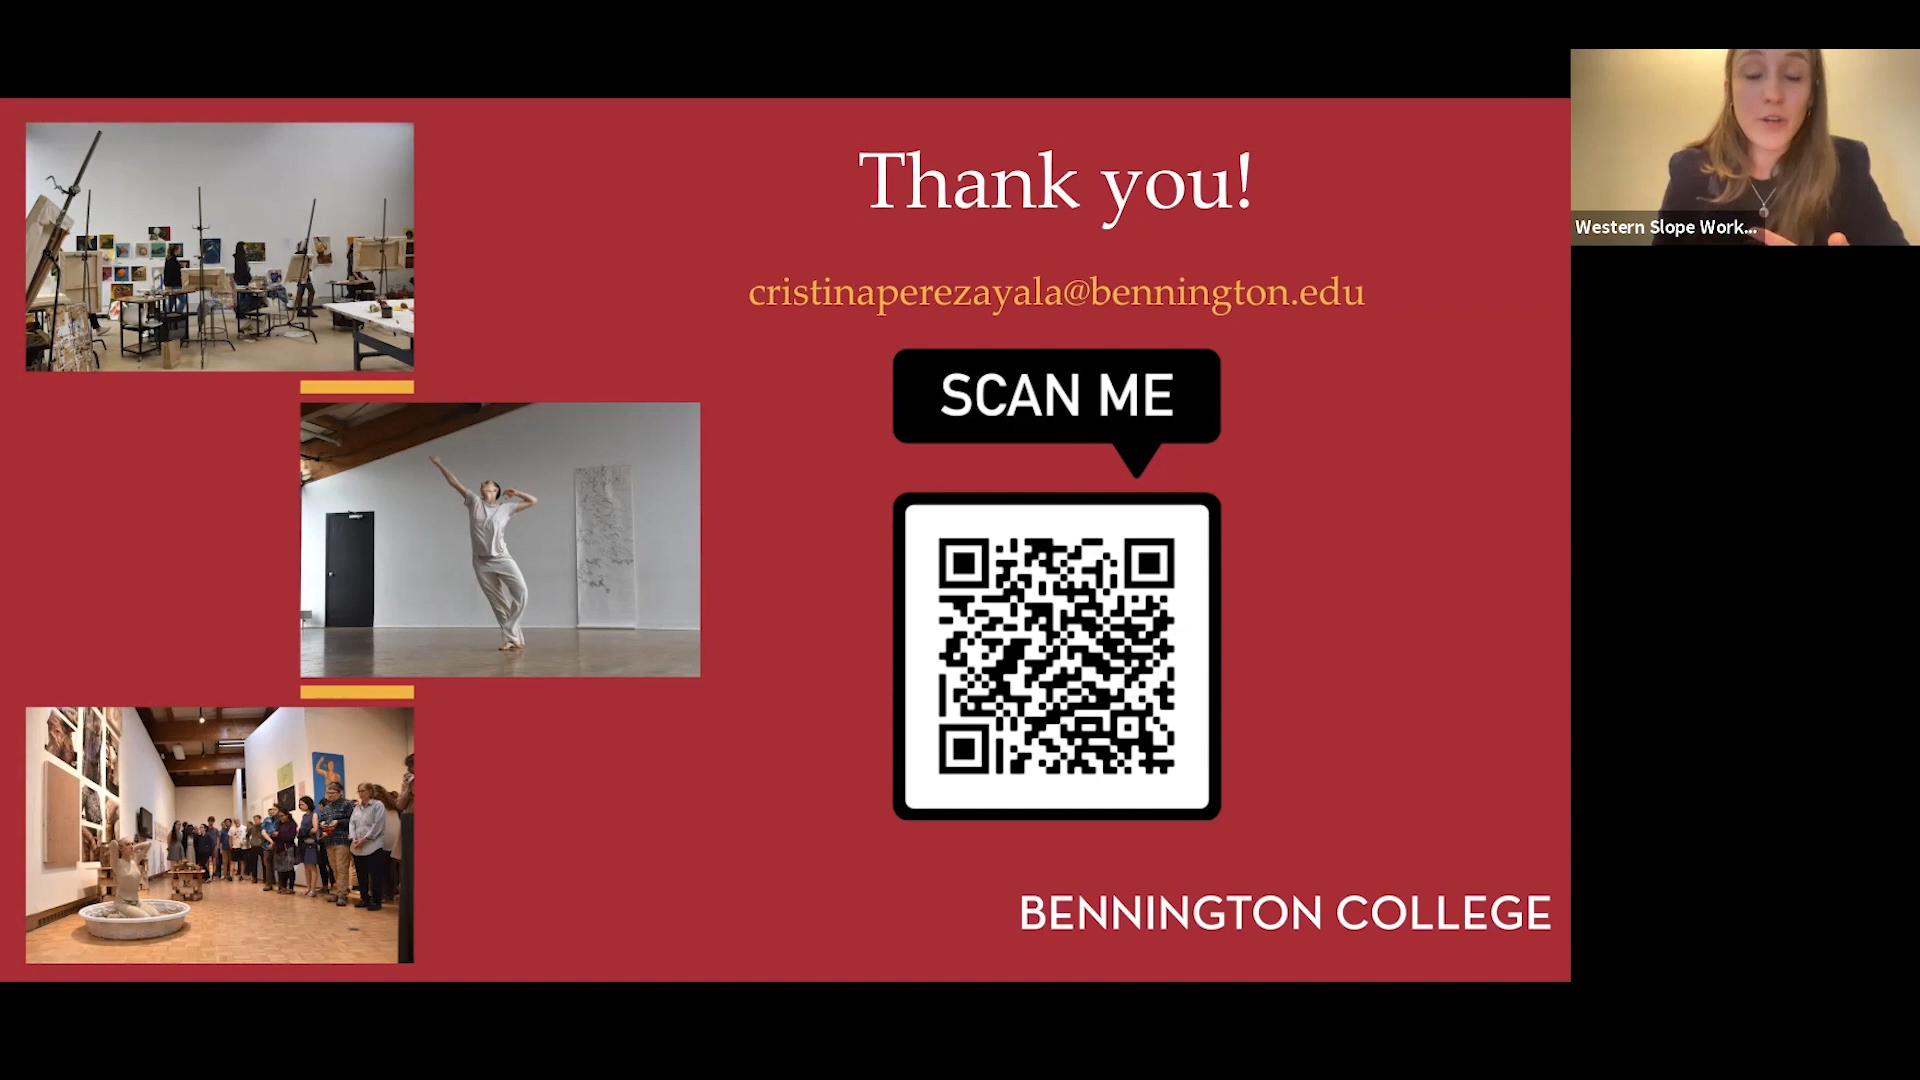 Thank you!
cristinaperezayala@bennington.edu
SCAN ME
BENNINGTON COLLEGE
Western Slope Work...